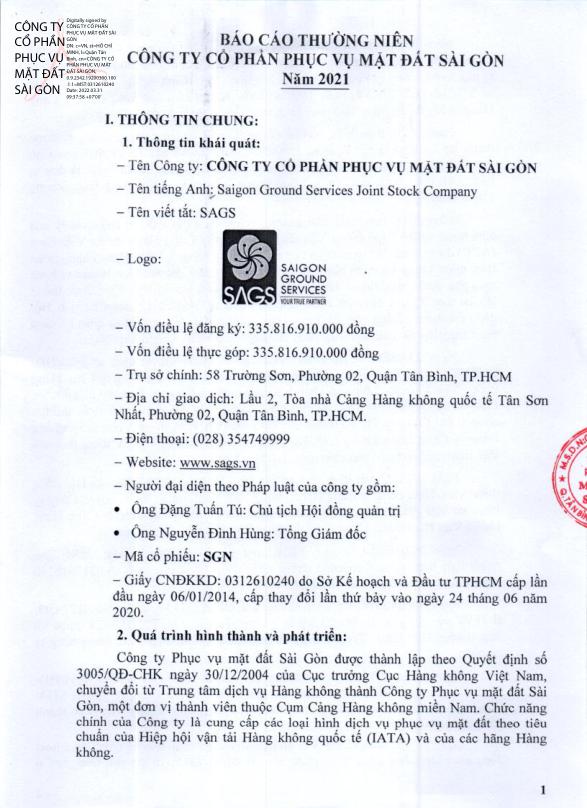 CÔNG TY
CỔ PHẦN
PHỤC VỤ
MẶT ĐẤT
SÀI GÒN
Digitally signed by
CÔNG TY CỔ PHẦN
PHỤC VỤ MẶT ĐẤT SÀI
GÒN
DN: c=VN, st=HỒ CHÍ
MINH, l=Quận Tân
Bình, cn=CÔNG TY CỔ
PHẦN PHỤC VỤ MẶT
ĐẤT SÀI GÒN,
0.9.2342.19200300.100
.1.1=MST:0312610240
Date: 2022.03.31
09:37:56 +07'00'
BÁO CÁO THƯỜNG NIÊN
CÔNG TY CỔ PHẦN PHỤC VỤ MẶT ĐẤT SÀI GÒN
Năm 2021
I. THÔNG TIN CHUNG:
1. Thông tin khái quát:
– Tên Công ty: CÔNG TY CỔ PHẦN PHỤC VỤ MẶT ĐẤT SÀI GÒN
– Tên tiếng Anh: Saigon Ground Services Joint Stock Company
– Tên viết tắt: SAGS
– Logo:
SAGS
SAIGON
GROUND
SERVICES
YOUR TRUE PARTNER
– Vốn điều lệ đăng ký: 335.816.910.000 đồng
– Vốn điều lệ thực góp: 335.816.910.000 đồng
– Trụ sở chính: 58 Trường Sơn, Phường 02, Quận Tân Bình, TP.HCM
– Địa chỉ giao dịch: Lầu 2, Tòa nhà Cảng Hàng không quốc tế Tân Sơn
Nhất, Phường 02, Quận Tân Bình, TP.HCM.
– Điện thoại: (028) 354749999
– Website: www.sags.vn
– Người đại diện theo Pháp luật của công ty gồm:
• Ông Đặng Tuấn Tú: Chủ tịch Hội đồng quản trị
• Ông Nguyễn Đình Hùng: Tổng Giám đốc
– Mã cổ phiếu: SGN
– Giấy CNĐKKD: 0312610240 do Sở Kế hoạch và Đầu tư TPHCM cấp lần
đầu ngày 06/01/2014, cấp thay đổi lần thứ bảy vào ngày 24 tháng 06 năm
2020.
2. Quá trình hình thành và phát triển:
Công ty Phục vụ mặt đất Sài Gòn được thành lập theo Quyết định số
3005/QĐ-CHK ngày 30/12/2004 của Cục trưởng Cục Hàng không Việt Nam,
chuyển đổi từ Trung tâm dịch vụ Hàng không thành Công ty Phục vụ mặt đất Sài
Gòn, một đơn vị thành viên thuộc Cụm Cảng Hàng không miền Nam. Chức năng
chính của Công ty là cung cấp các loại hình dịch vụ phục vụ mặt đất theo tiêu
chuẩn của Hiệp hội vận tải Hàng không quốc tế (IATA) và của các hãng Hàng
không.
1